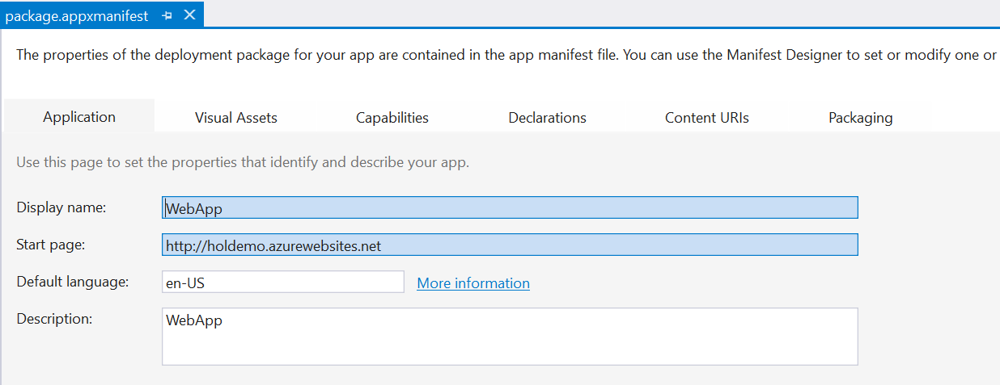 package.appxmanifest
The properties of the deployment package for your app are contained in the app manifest file. You can use the Manifest Designer to set or modify one or
Application Visual Assets Capabilities Declarations Content URIs Packaging
Use this page to set the properties that identify and describe your app.
Display name: WebApp
Start page: http://holdemo.azurewebsites.net
Default language: en-US More information
Description: WebApp